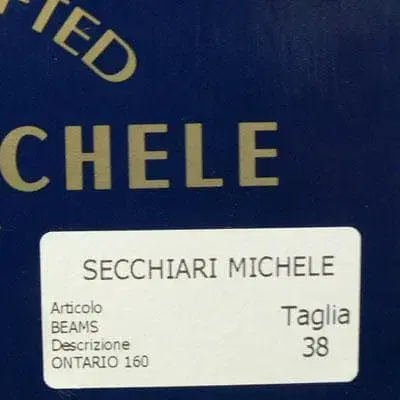 FTED
CHELE
SECCHIARI MICHELE
Articolo
BEAMS
Descrizione
ONTARIO 160
Taglia
38